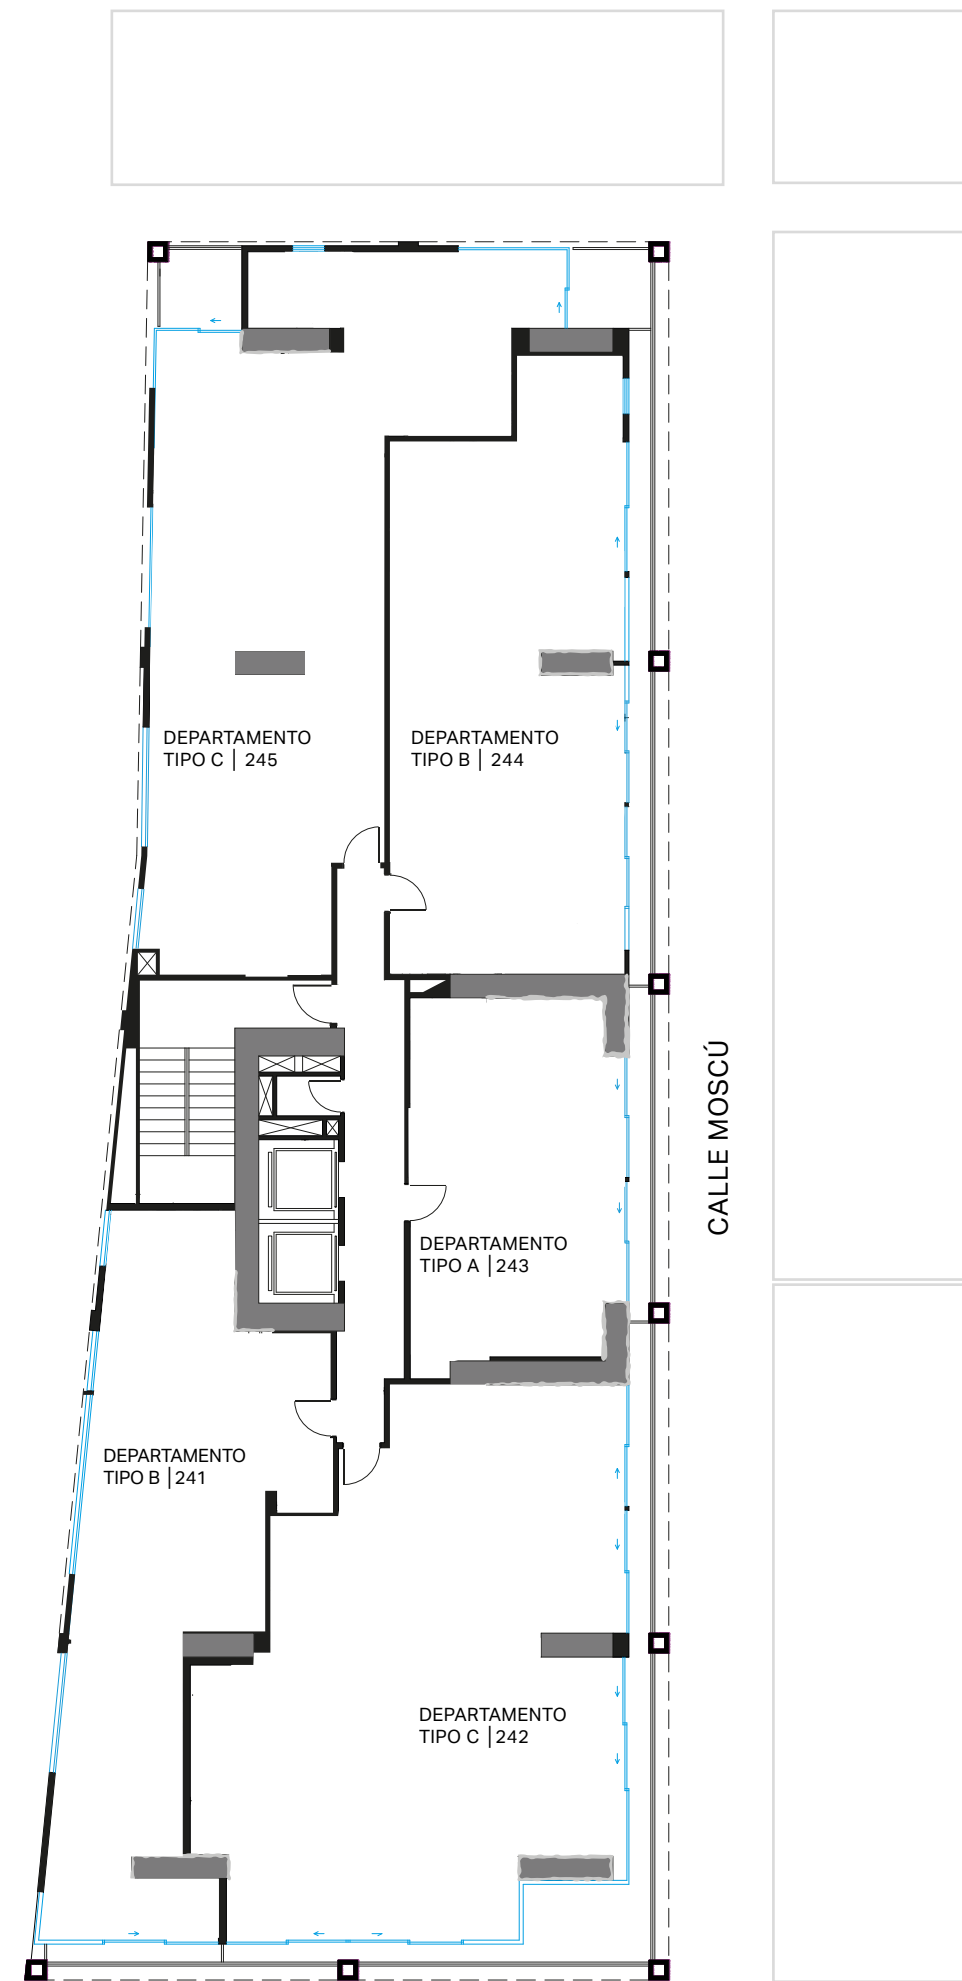 DEPARTAMENTO
TIPO C | 245
DEPARTAMENTO
TIPO B | 244
CALLE MOSCÚ
DEPARTAMENTO
TIPO A | 243
DEPARTAMENTO
TIPO B | 241
DEPARTAMENTO
TIPO C | 242